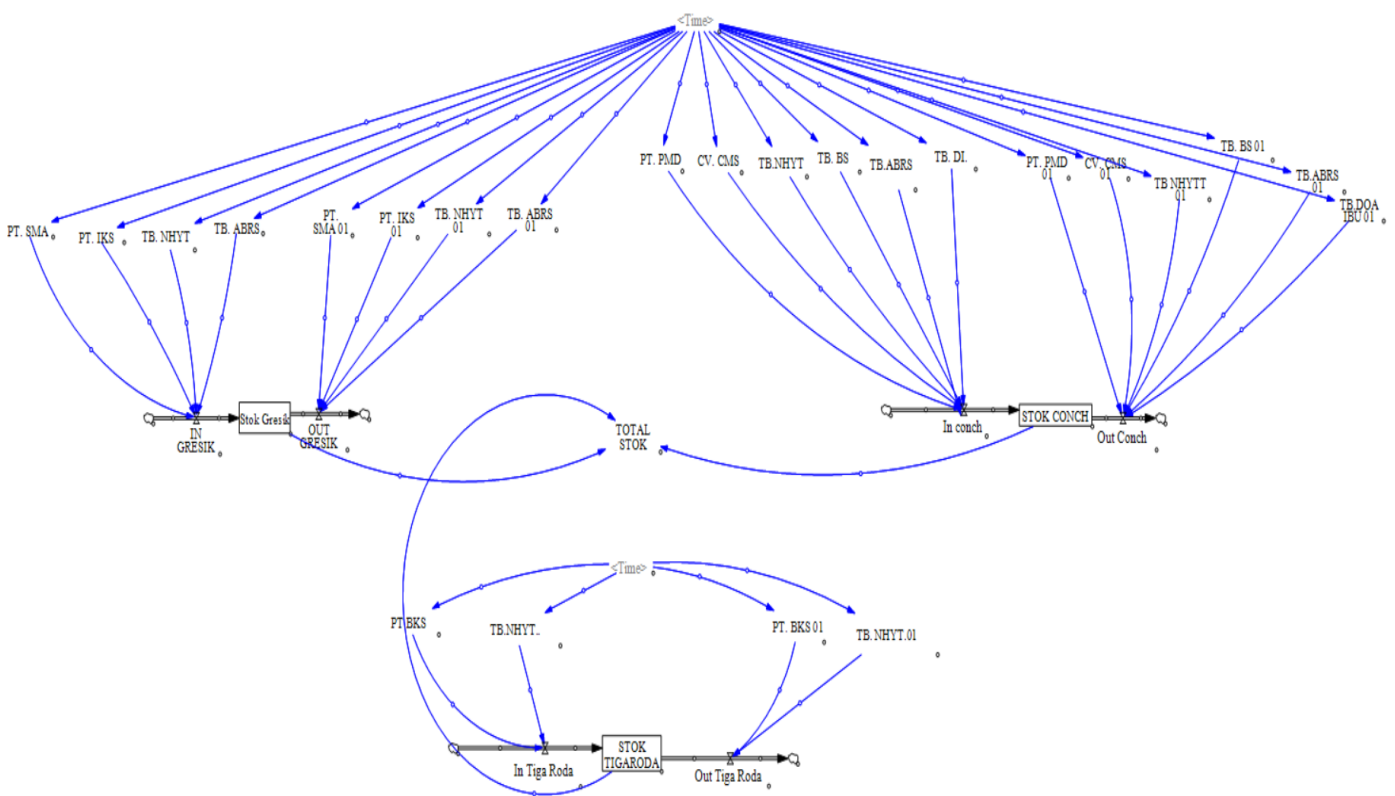 <Time>
PT. PMD
CV. CMS
TB.NHYT
TB. BS
TB.ABRS
TB. DI.
PT. PMD
01
CV. CMS
01
TB NHYTT
01
TB. BS 01
TB.ABRS
01
TB.DOA
IBU 01
PT. SMA
PT. IKS
TB. NHYT
TB. ABRS
PT.
SMA 01
PT. IKS
01
TB. NHYT
01
TB. ABRS
01
IN
GRESIK
Stok Gresik
OUT
GRESIK
TOTAL
STOK
In conch
STOK CONCH
Out Conch
<Time>
PT BKS
TB.NHYT..
PT. BKS 01
TB. NHYT.01
In Tiga Roda
STOK
TIGARODA
Out Tiga Roda